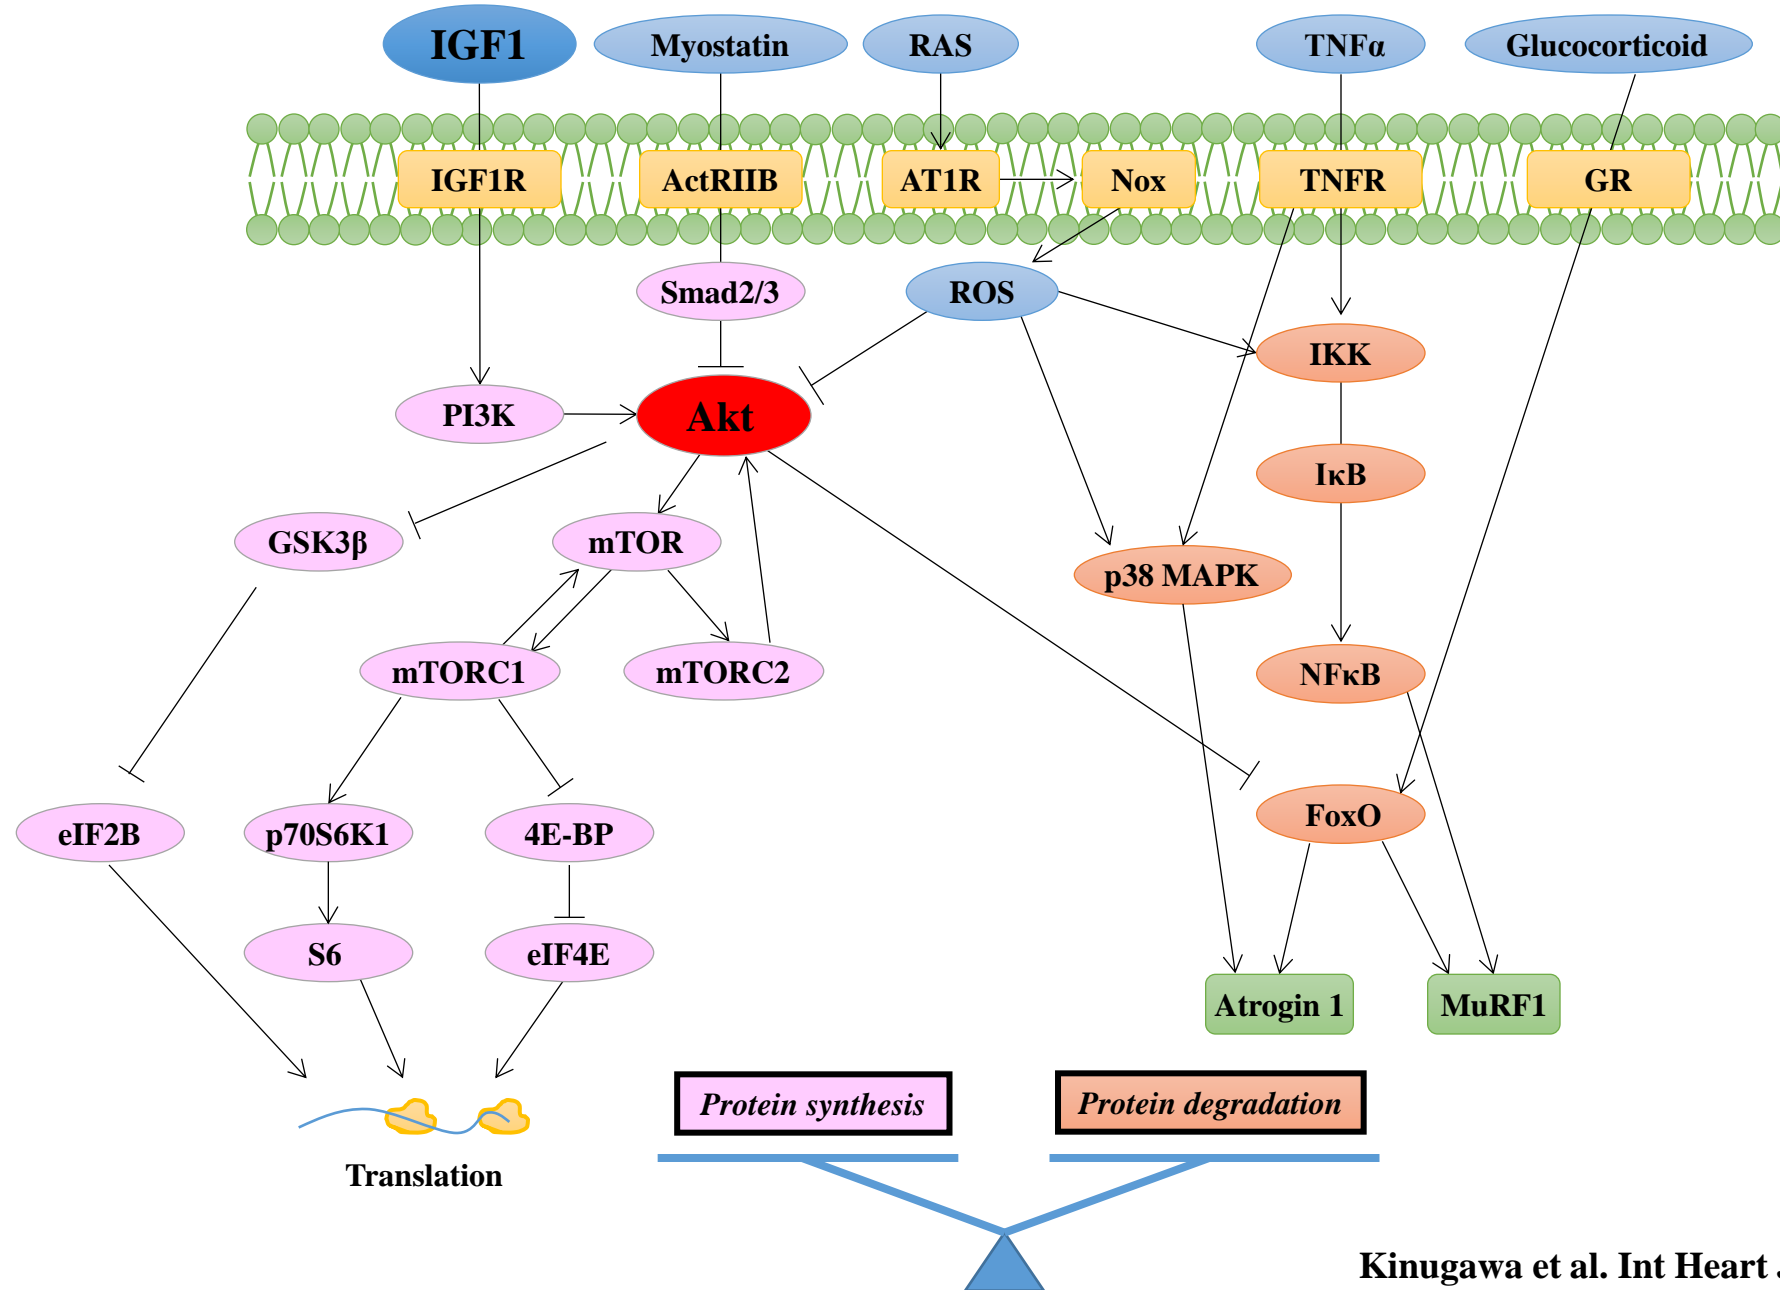 IGF1
Myostatin
RAS
TNFα
Glucocorticoid
IGF1R
ActRIIB
AT1R
Nox
TNFR
GR
Smad2/3
ROS
IKK
PI3K
Akt
IκB
GSK3β
mTOR
p38 MAPK
mTORC1
mTORC2
NFκB
eIF2B
p70S6K1
4E-BP
FoxO
S6
eIF4E
Atrogin 1
MuRF1
Protein synthesis
Protein degradation
Translation
Kinugawa et al. Int Heart